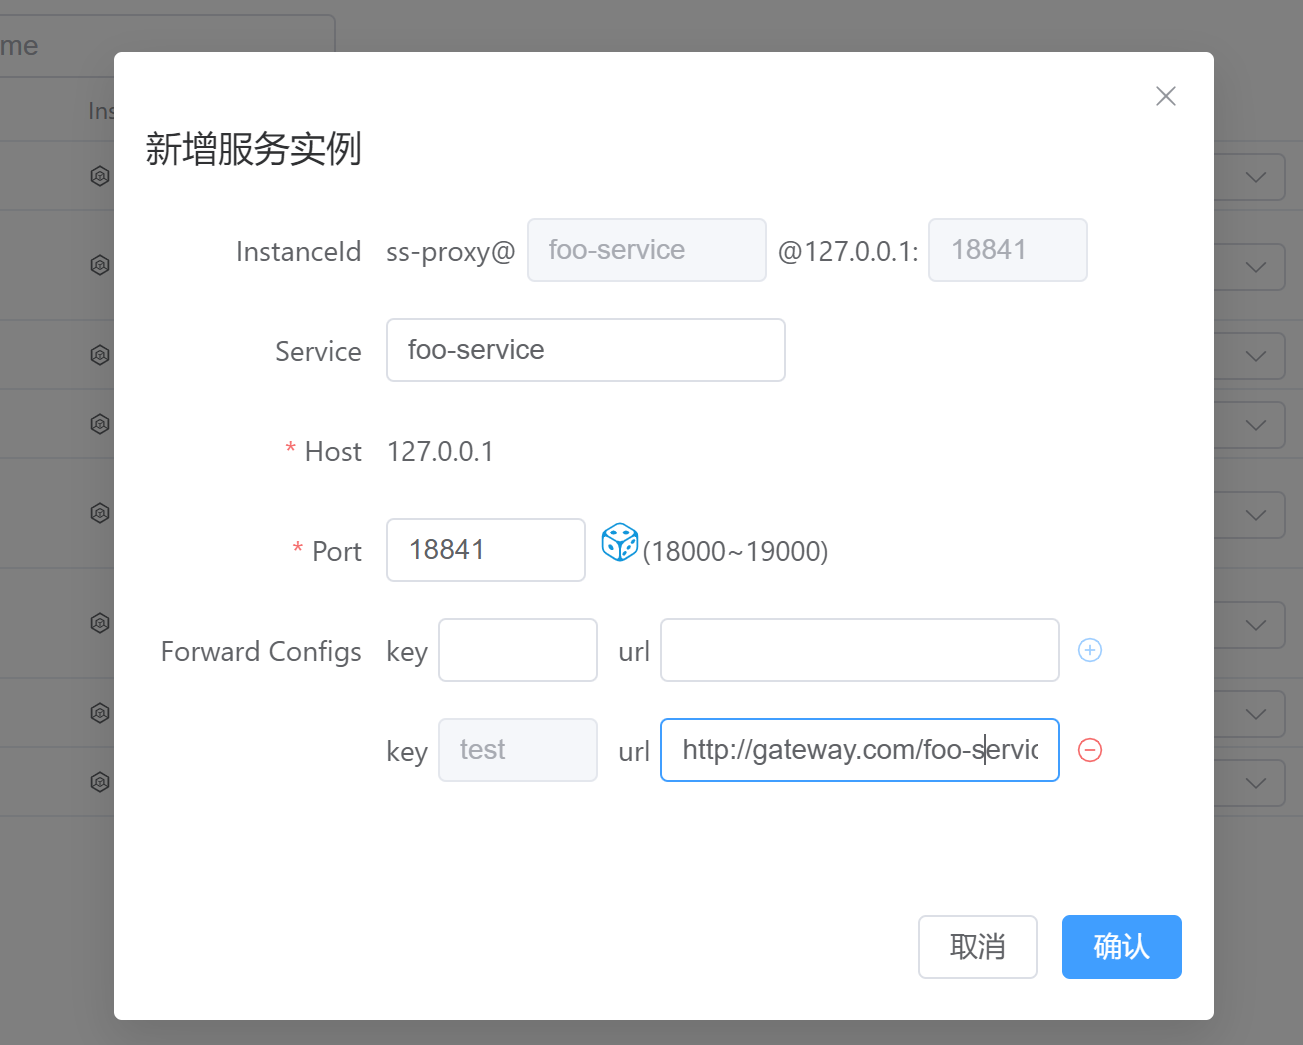 me
Ins
新增服务实例
InstanceId ss-proxy@ foo-service @127.0.0.1: 18841
Service foo-service
* Host 127.0.0.1
* Port 18841 (18000~19000)
Forward Configs key url
key test url http://gateway.com/foo-servic
取消 确认